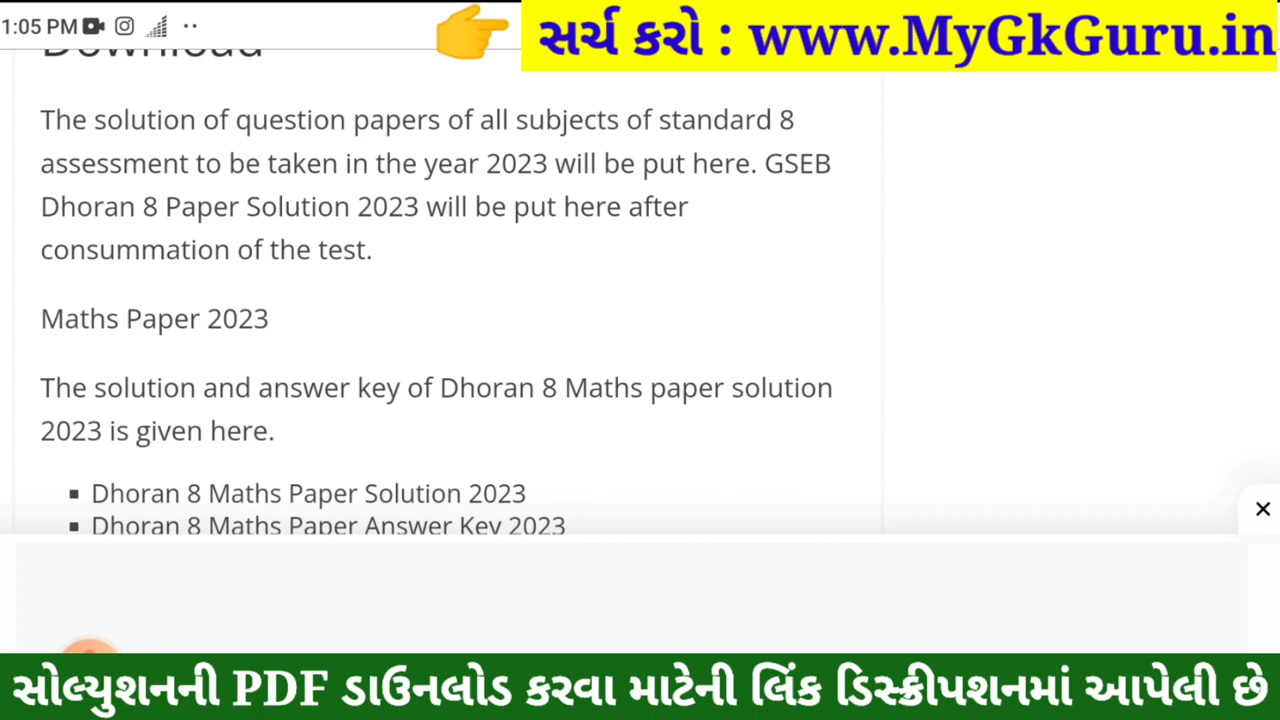 1:05 PM
સર્ચ કરો : www.MyGkGuru.in
Download
The solution of question papers of all subjects of standard 8
assessment to be taken in the year 2023 will be put here. GSEB
Dhoran 8 Paper Solution 2023 will be put here after
consummation of the test.
Maths Paper 2023
The solution and answer key of Dhoran 8 Maths paper solution
2023 is given here.
▪ Dhoran 8 Maths Paper Solution 2023
▪ Dhoran 8 Maths Paper Answer Key 2023
સોલ્યુશનની PDF ડાઉનલોડ કરવા માટેની લિંક ડિસ્ક્રીપશનમાં આપેલી છે